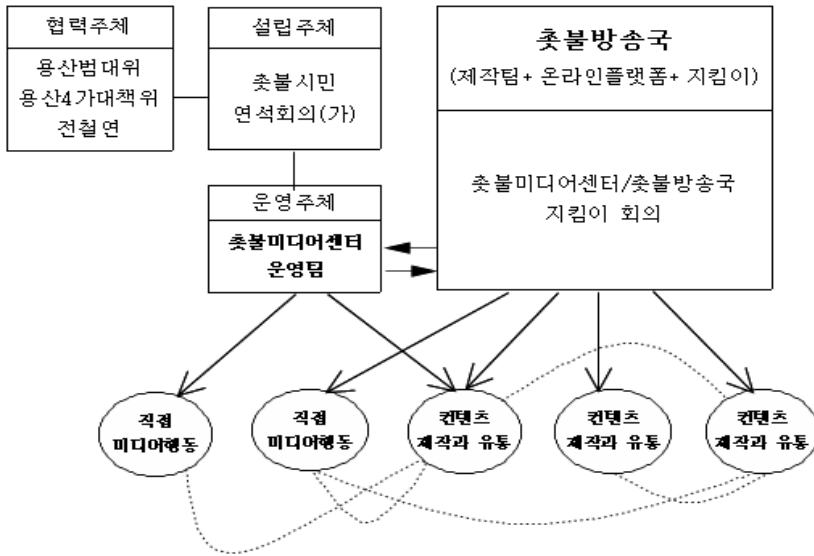 협력주체
용산범대위
용산4가대책위
전철연
설립주체
촛불시민
연석회의(가)
촛불방송국
(제작팀+ 온라인플랫폼+ 지킴이)
촛불미디어센터/촛불방송국
지킴이 회의
운영주체
촛불미디어센터
운영팀
직접
미디어행동
직접
미디어행동
컨텐츠
제작과 유통
컨텐츠
제작과 유통
컨텐츠
제작과 유통